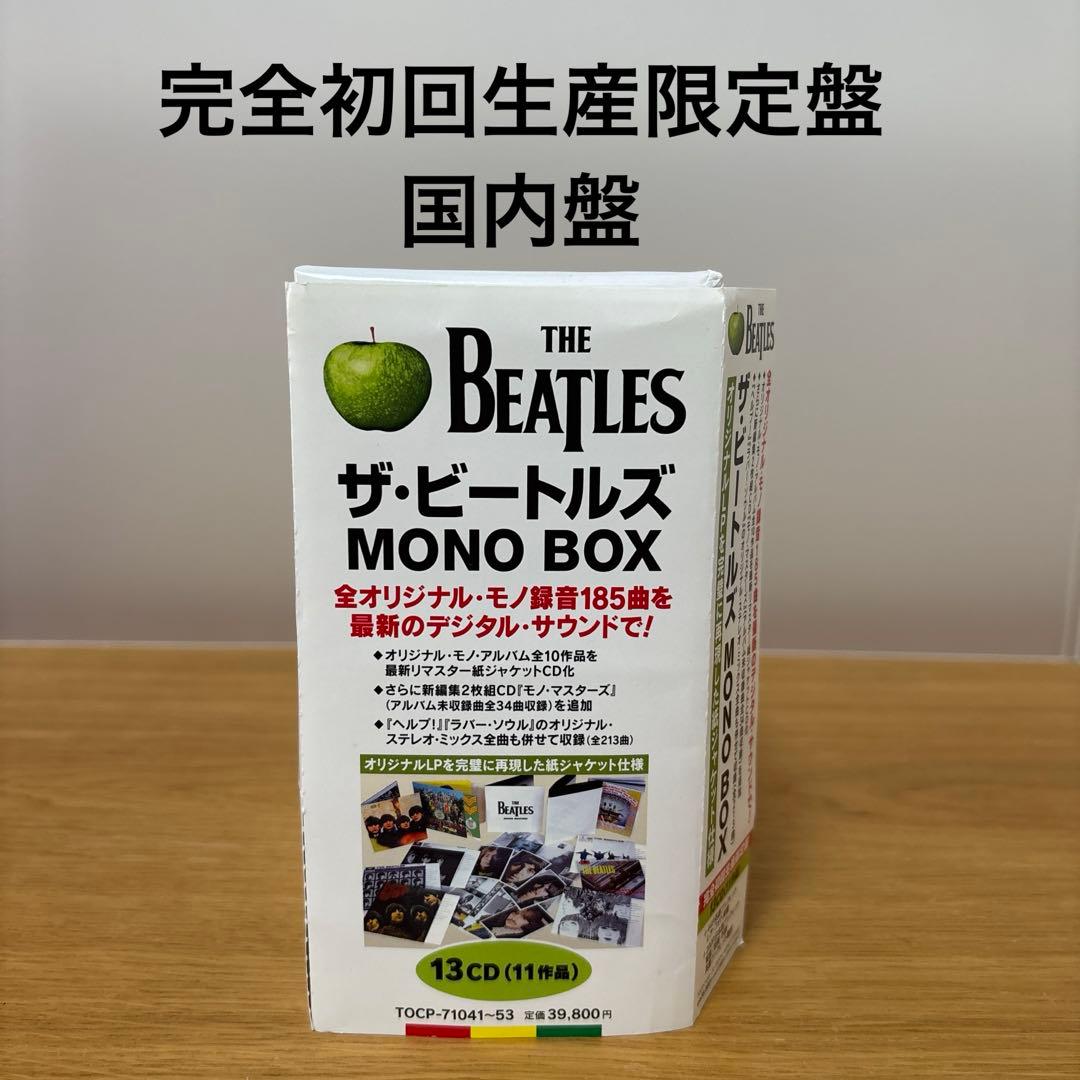 完全初回生産限定盤
国内盤
THE
BEATLES
ザ・ビートルズ
MONO BOX
全オリジナル・モノ録音185曲を
最新のデジタル・サウンドで!
◆オリジナル・モノ・アルバム全10作品を
最新リマスター紙ジャケットCD化
◆さらに新編集2枚組CD『モノ・マスターズ』
(アルバム未収録曲全34曲収録)を追加
◆『ヘルプ!』『ラバー・ソウル』のオリジナル・
ステレオ・ミックス全曲も併せて収録(全213曲)
オリジナルLPを完璧に再現した紙ジャケット仕様
THE
BEATLES
THE BEATLES
13CD(11作品)
TOCP-71041~53 定価39,800円
THE
BEATLES
ザ・ビートルズ MONO BOX